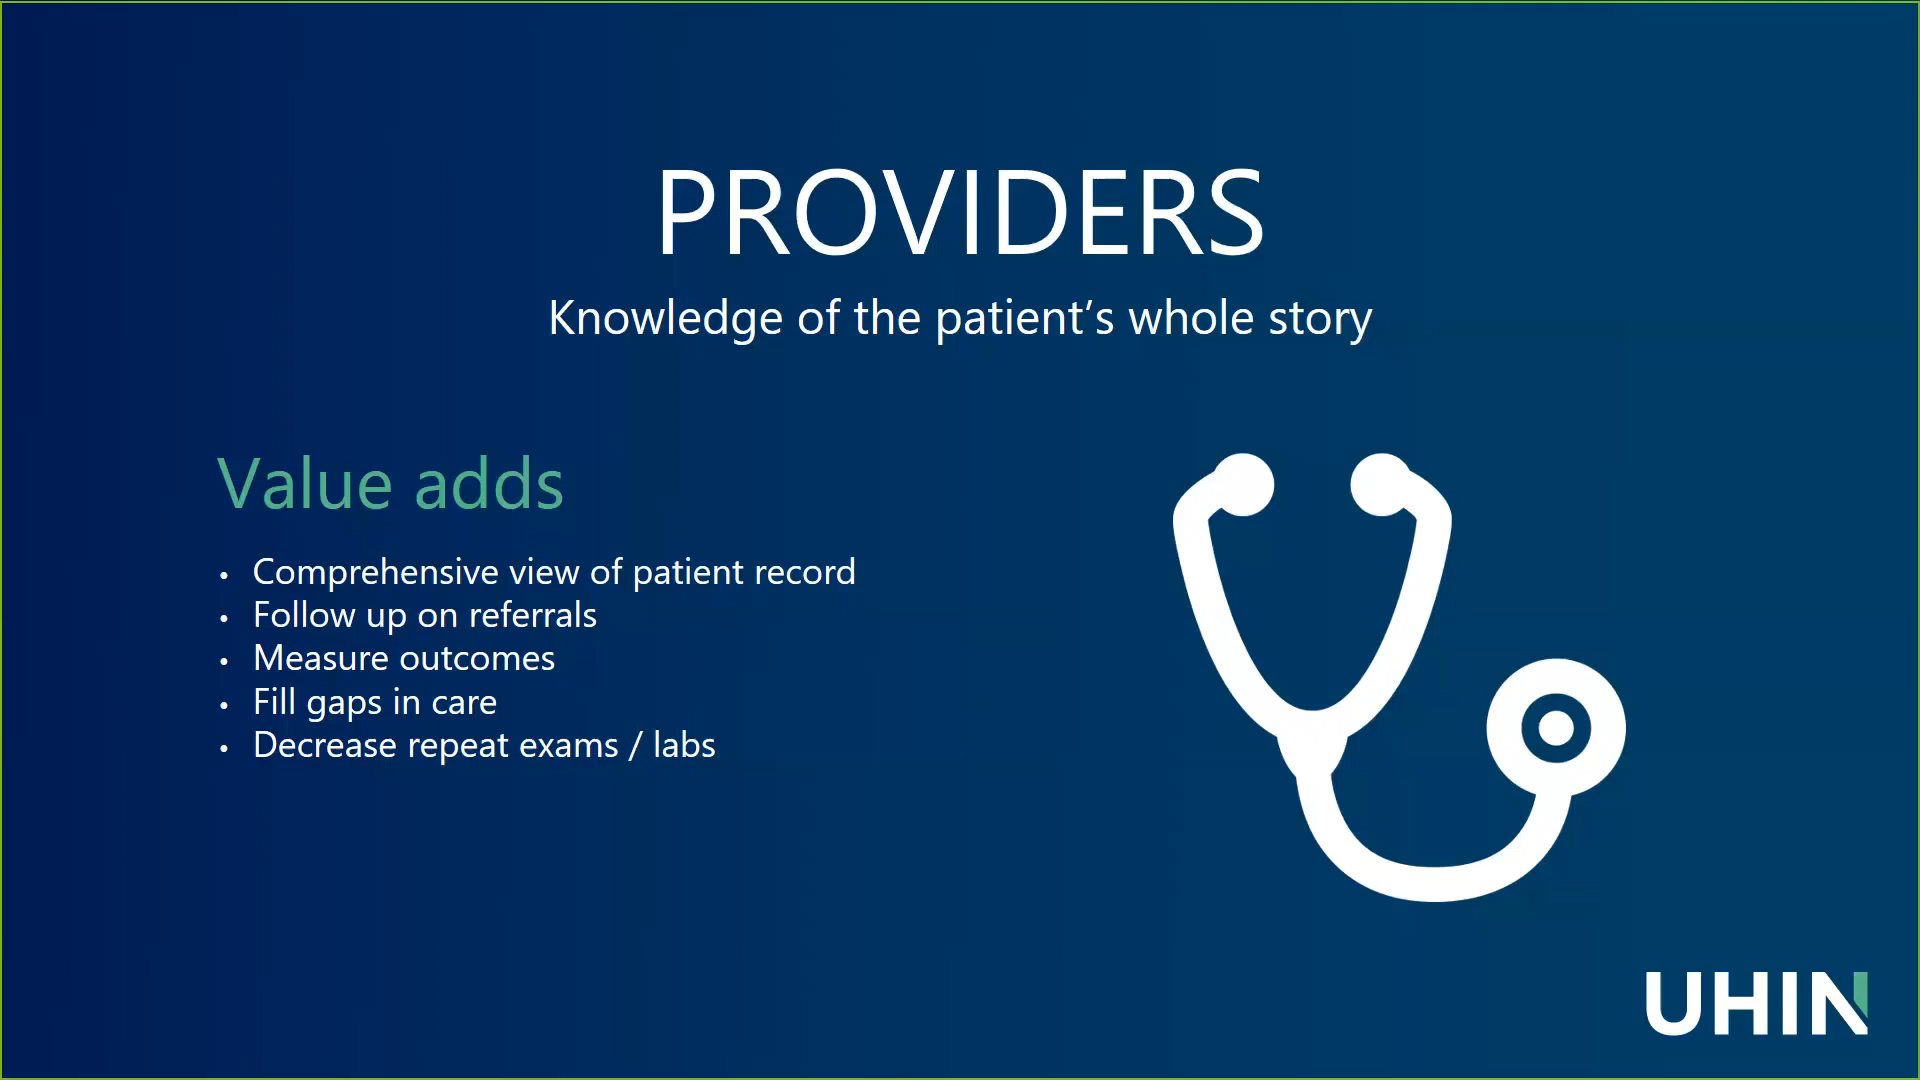 PROVIDERS
Knowledge of the patient’s whole story
Value adds
• Comprehensive view of patient record
• Follow up on referrals
• Measure outcomes
• Fill gaps in care
• Decrease repeat exams / labs
UHIN